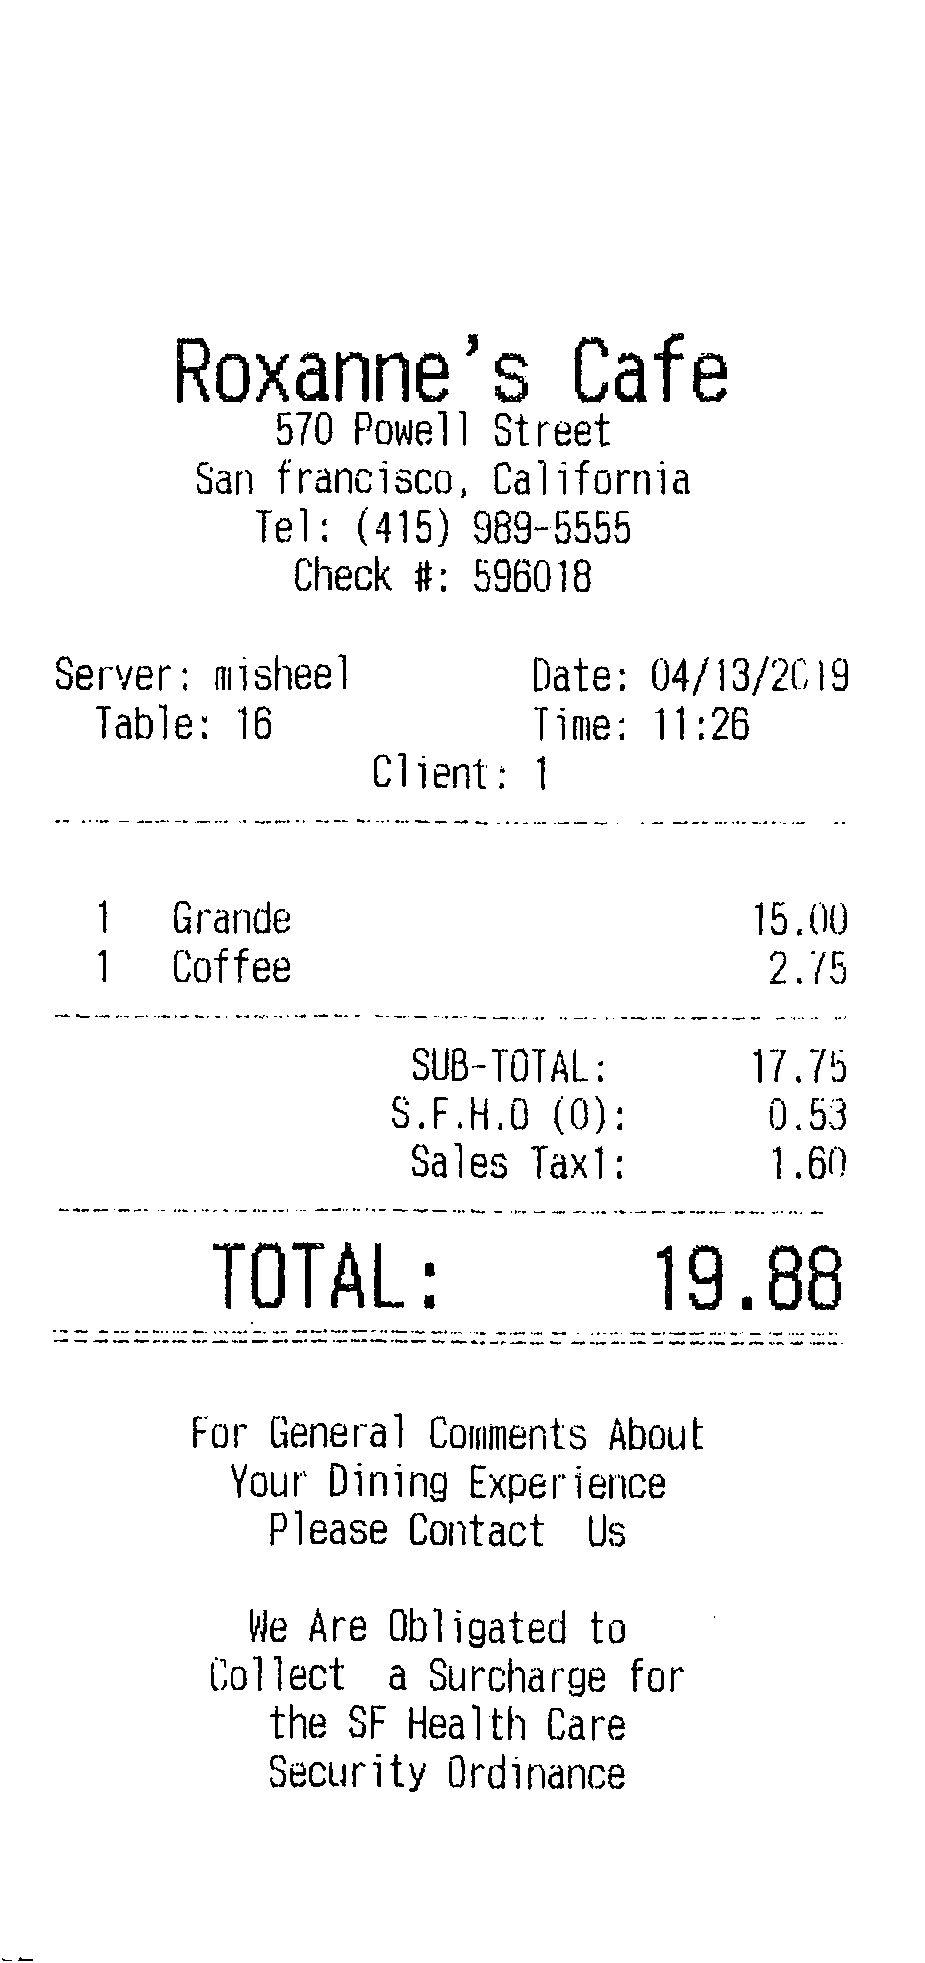 Roxanne's Cafe
570 Powell Street
San francisco, California
Tel: (415) 989-5555
Check #: 596018
Server: misheel Date: 04/13/2019
Table: 16 Time: 11:26
Client: 1
1 Grande 15.00
1 Coffee 2.75
SUB-TOTAL: 17.75
S.F.H.O (0): 0.53
Sales Tax1: 1.60
TOTAL: 19.88
For General Comments About
Your Dining Experience
Please Contact Us
We Are Obligated to
Collect a Surcharge for
the SF Health Care
Security Ordinance